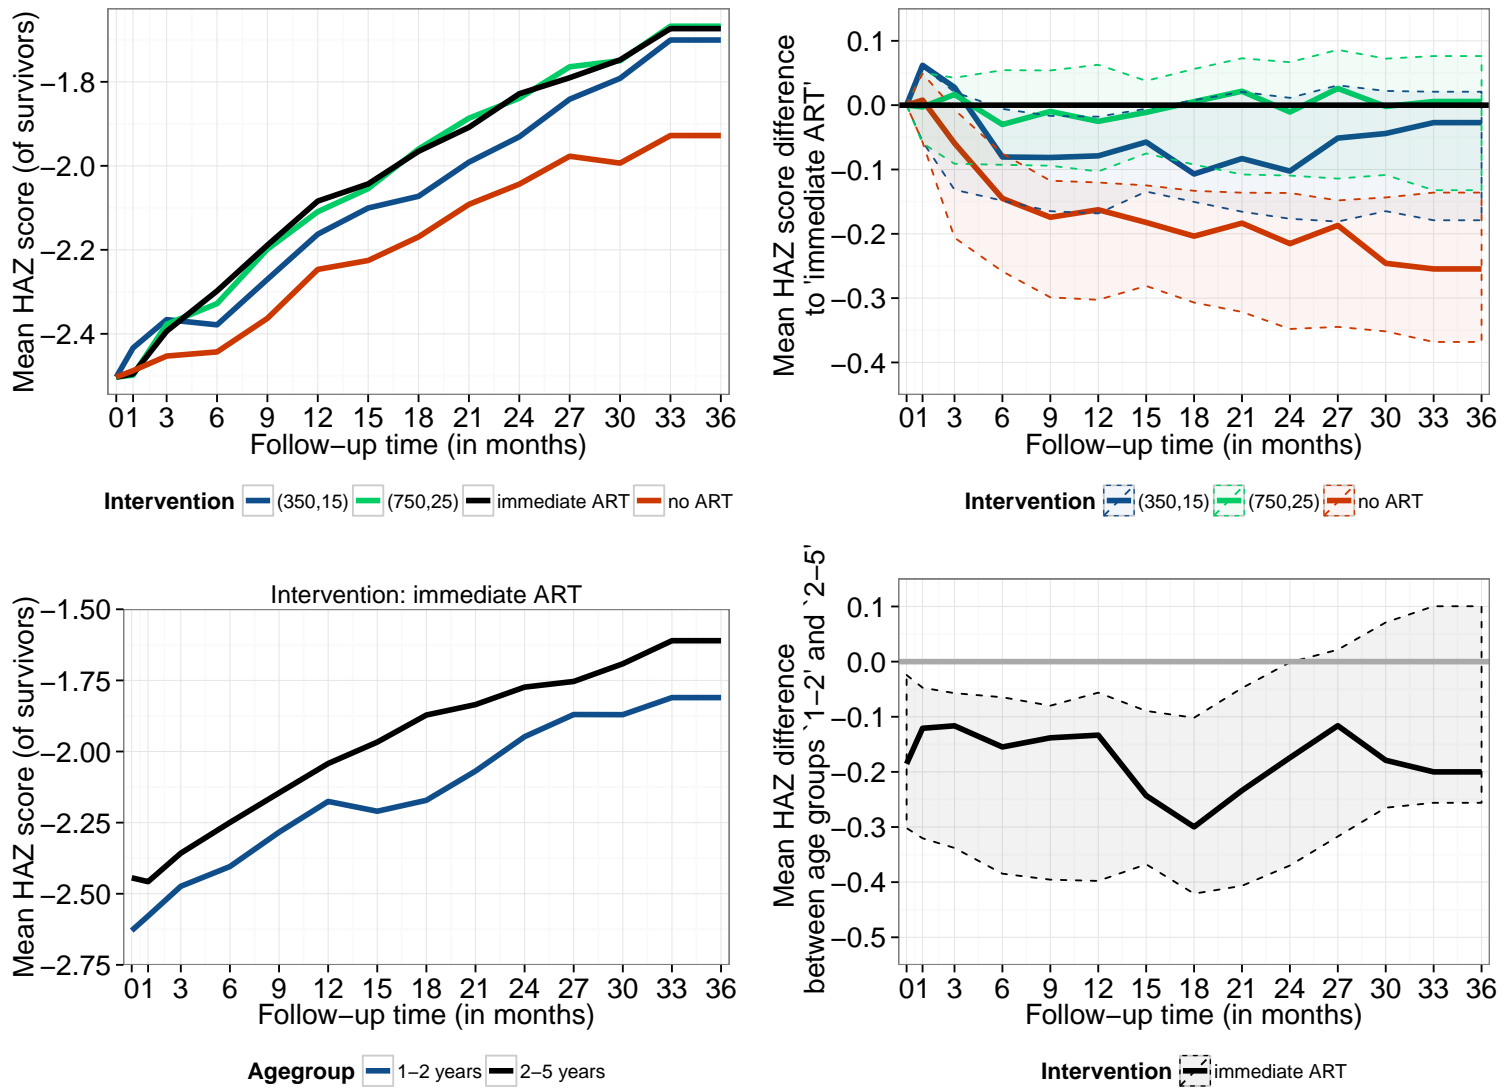 Mean HAZ score (of survivors)
−1.8
−2.0
−2.2
−2.4
0 1 3 6 9 12 15 18 21 24 27 30 33 36
Follow−up time (in months)
Intervention (350,15) (750,25) immediate ART no ART
Mean HAZ score difference
to 'immediate ART'
0.1
0.0
−0.1
−0.2
−0.3
−0.4
0 1 3 6 9 12 15 18 21 24 27 30 33 36
Follow−up time (in months)
Intervention (350,15) (750,25) no ART
Intervention: immediate ART
Mean HAZ score (of survivors)
−1.50
−1.75
−2.00
−2.25
−2.50
−2.75
0 1 3 6 9 12 15 18 21 24 27 30 33 36
Follow−up time (in months)
Agegroup 1−2 years 2−5 years
Mean HAZ difference
between age groups `1−2' and `2−5'
0.1
0.0
−0.1
−0.2
−0.3
−0.4
−0.5
0 1 3 6 9 12 15 18 21 24 27 30 33 36
Follow−up time (in months)
Intervention immediate ART